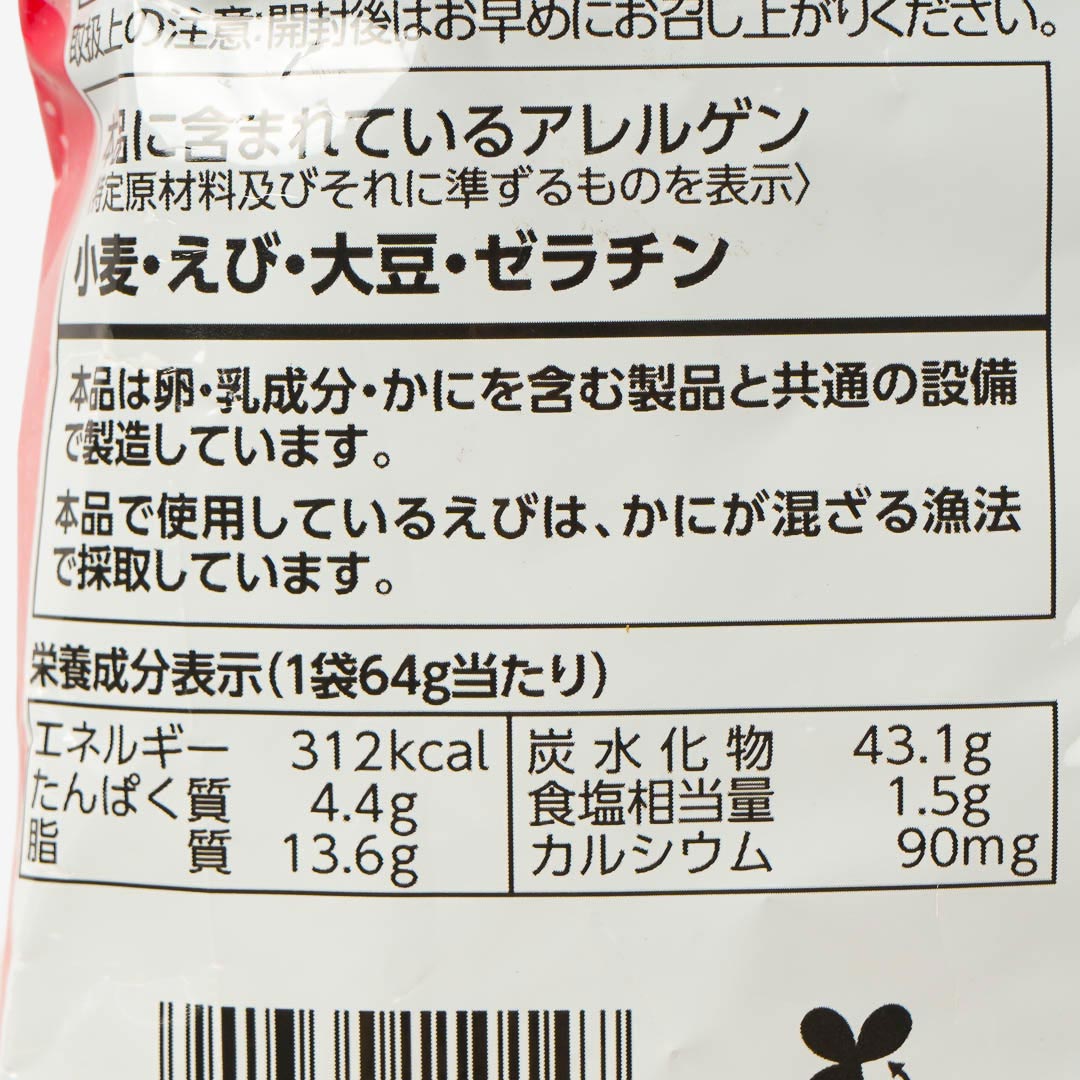 取扱上の注意:開封後はお早めにお召し上がりください。
本品に含まれているアレルゲン
〈特定原材料及びそれに準ずるものを表示〉
小麦・えび・大豆・ゼラチン
本品は卵・乳成分・かにを含む製品と共通の設備
で製造しています。
本品で使用しているえびは、かにが混ざる漁法
で採取しています。
栄養成分表示(1袋64g当たり)
エネルギー 312kcal
たんぱく質 4.4g
脂質 13.6g
炭水化物 43.1g
食塩相当量 1.5g
カルシウム 90mg